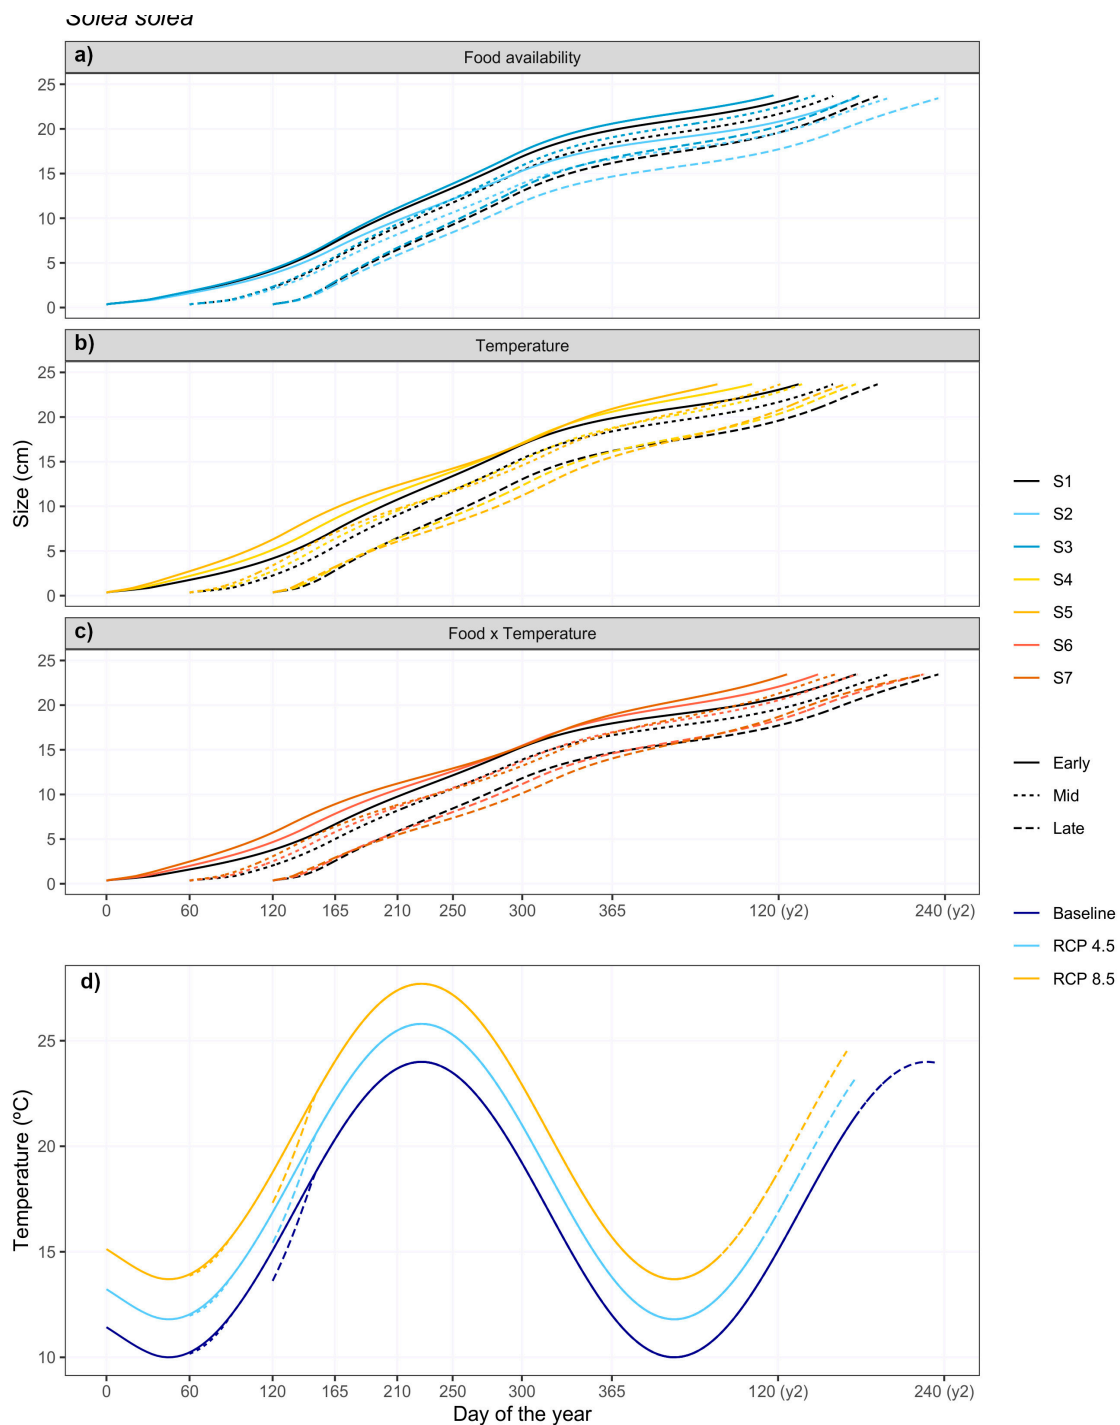 Solea solea
a)
Food availability
25
20
15
10
5
0
b)
Temperature
25
20
15
10
5
0
Size (cm)
c)
Food x Temperature
25
20
15
10
5
0
0 60 120 165 210 250 300 365 120 (y2) 240 (y2)
S1
S2
S3
S4
S5
S6
S7
Early
Mid
Late
Baseline
RCP 4.5
RCP 8.5
d)
25
20
15
10
Temperature (ºC)
0 60 120 165 210 250 300 365 120 (y2) 240 (y2)
Day of the year